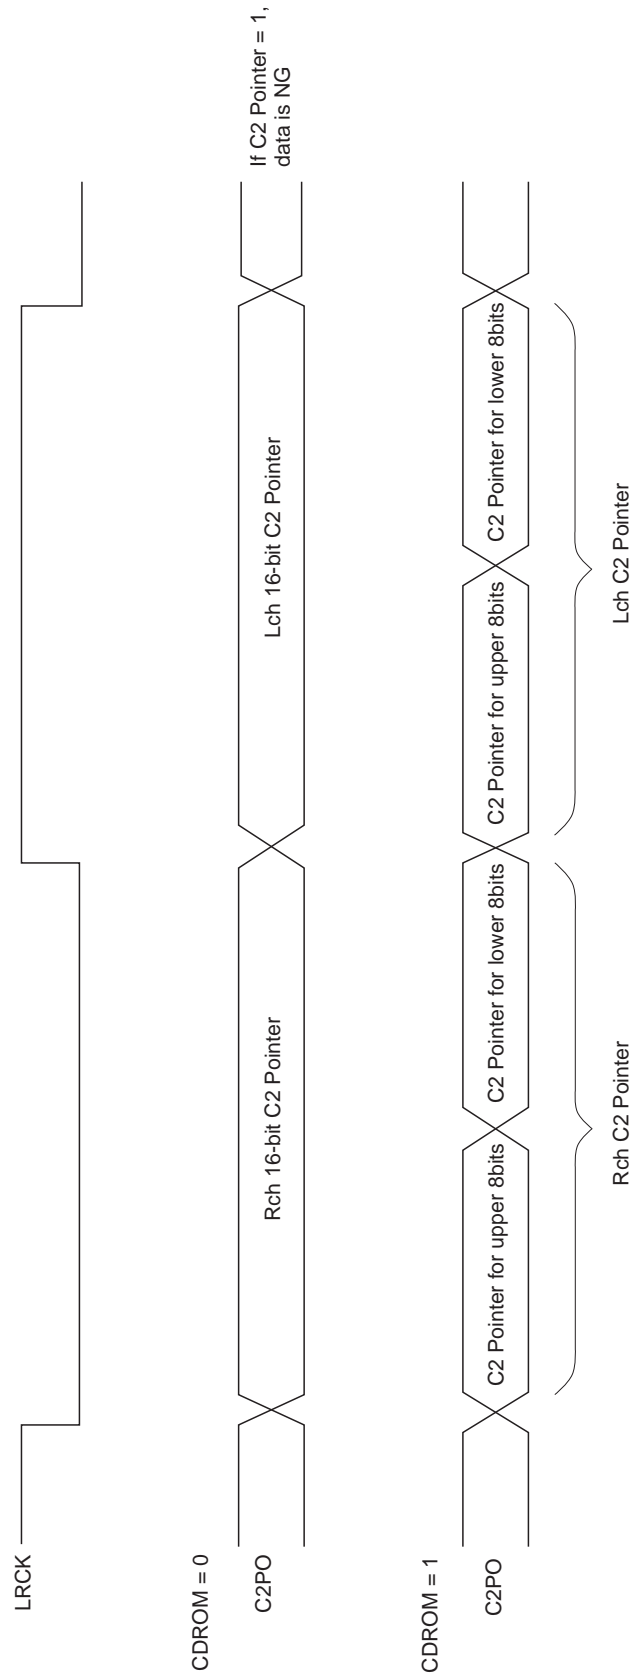 LRCK
CDROM = 0
C2PO
Rch 16-bit C2 Pointer
Lch 16-bit C2 Pointer
If C2 Pointer = 1,
data is NG
CDROM = 1
C2PO
C2 Pointer for upper 8bits
C2 Pointer for lower 8bits
C2 Pointer for upper 8bits
C2 Pointer for lower 8bits
Rch C2 Pointer
Lch C2 Pointer